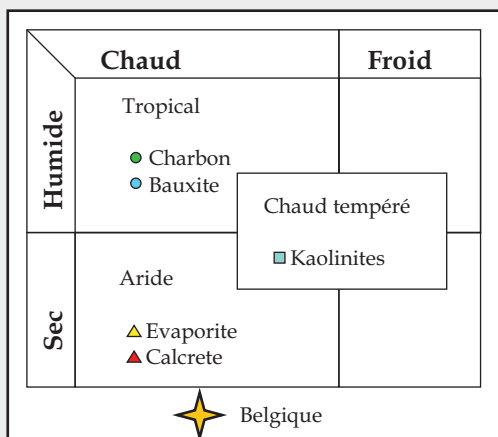 Chaud
Froid
Humide
Tropical
Charbon
Bauxite
Chaud tempéré
Kaolinites
Sec
Aride
Evaporite
Calcrete
Belgique